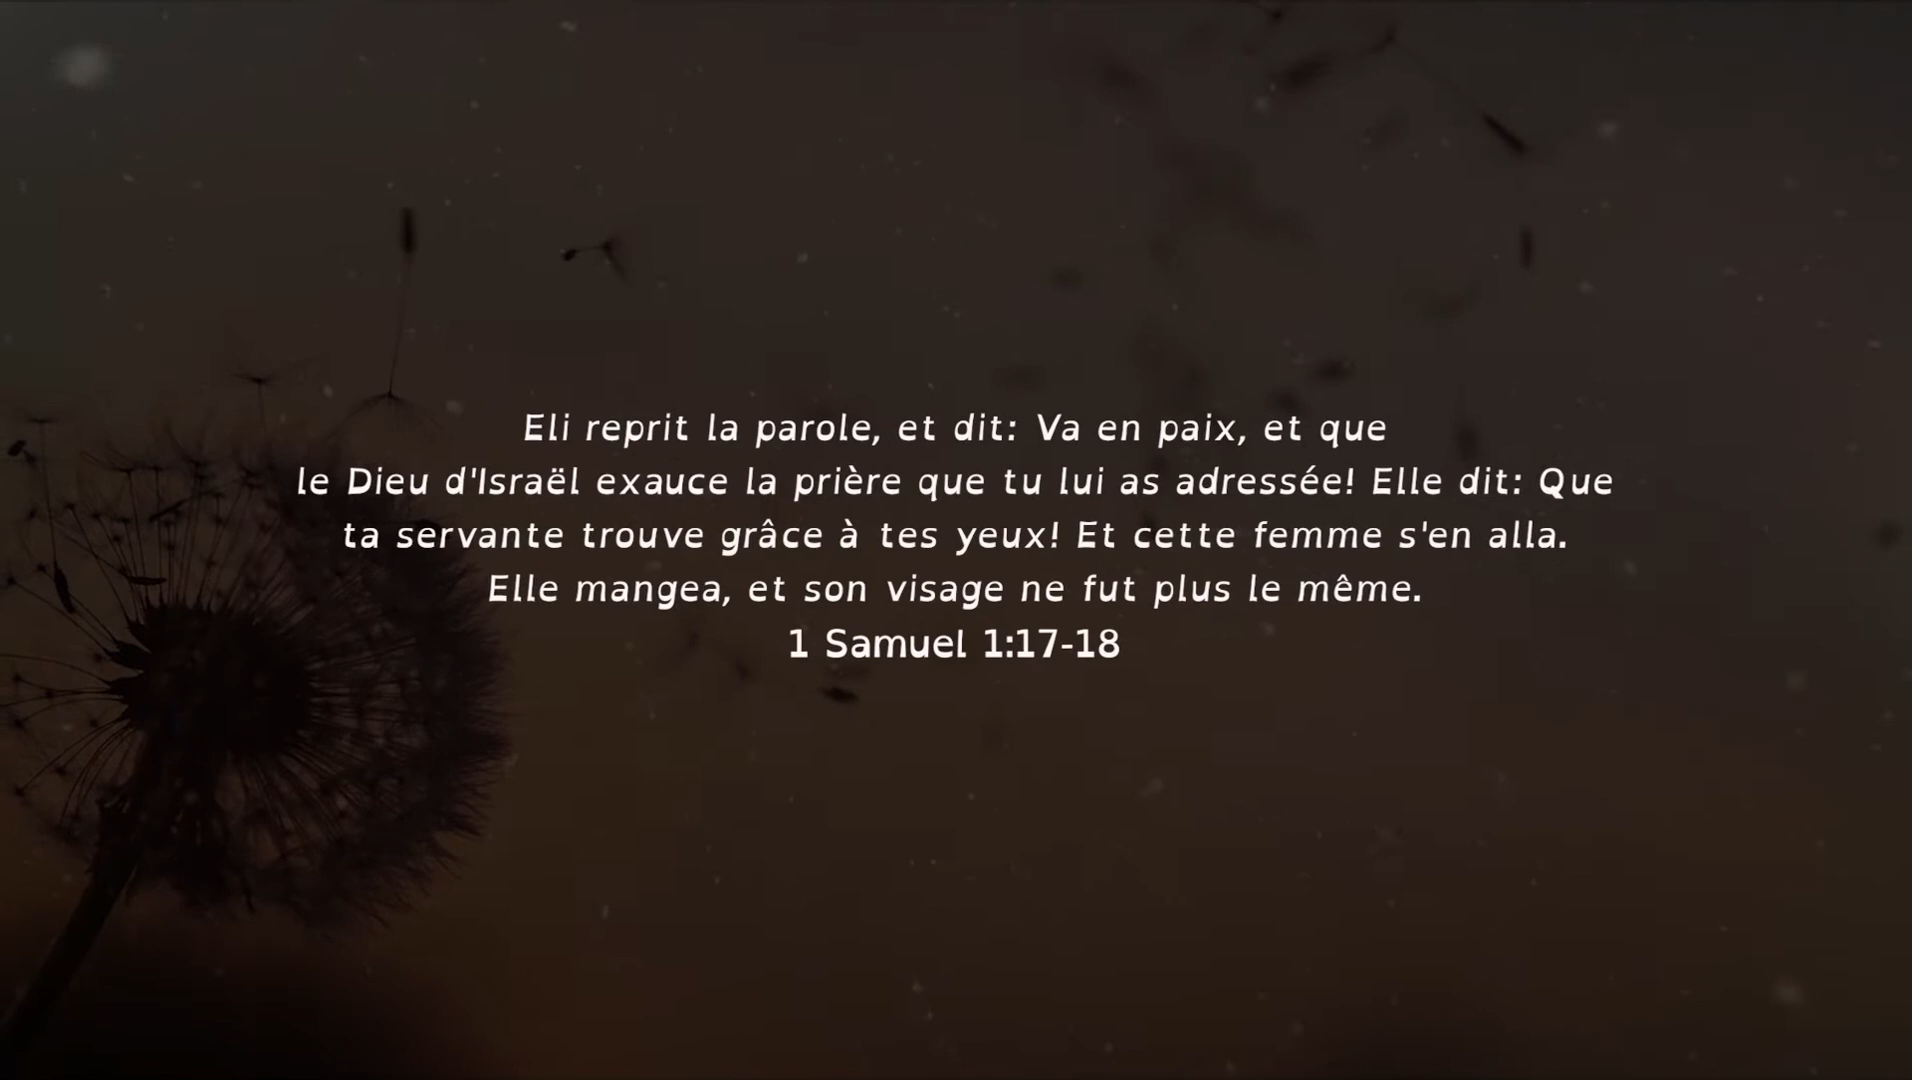 Eli reprit la parole, et dit: Va en paix, et que
le Dieu d'Israël exauce la prière que tu lui as adressée! Elle dit: Que
ta servante trouve grâce à tes yeux! Et cette femme s'en alla.
Elle mangea, et son visage ne fut plus le même.
1 Samuel 1:17-18